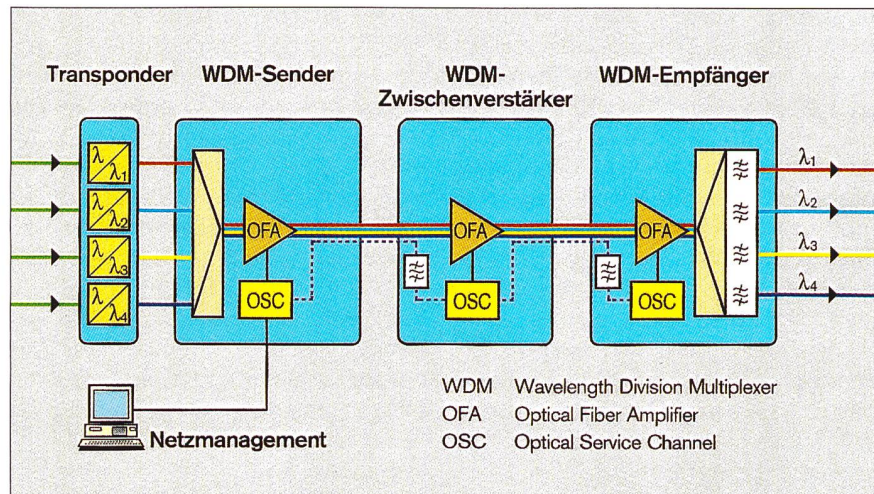 Transponder
WDM-Sender
WDM-
Zwischenverstärker
WDM-Empfänger
λ/λ1
λ/λ2
λ/λ3
λ/λ4
OFA
OSC
OFA
OSC
OFA
OSC
λ1
λ2
λ3
λ4
Netzmanagement
WDM Wavelength Division Multiplexer
OFA Optical Fiber Amplifier
OSC Optical Service Channel